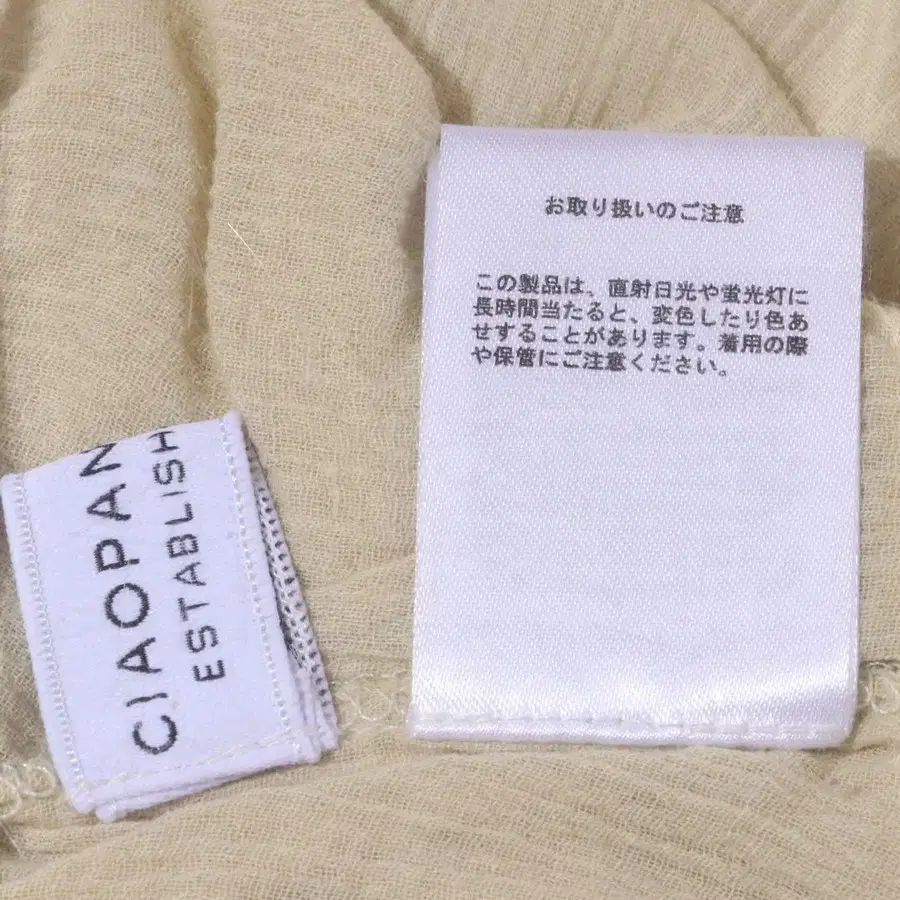 お取り扱いのご注意
この製品は、直射日光や蛍光灯に
長時間当たると、変色したり色あ
せすることがあります。着用の際
や保管にご注意ください。
CIAOPAN
ESTABLISH